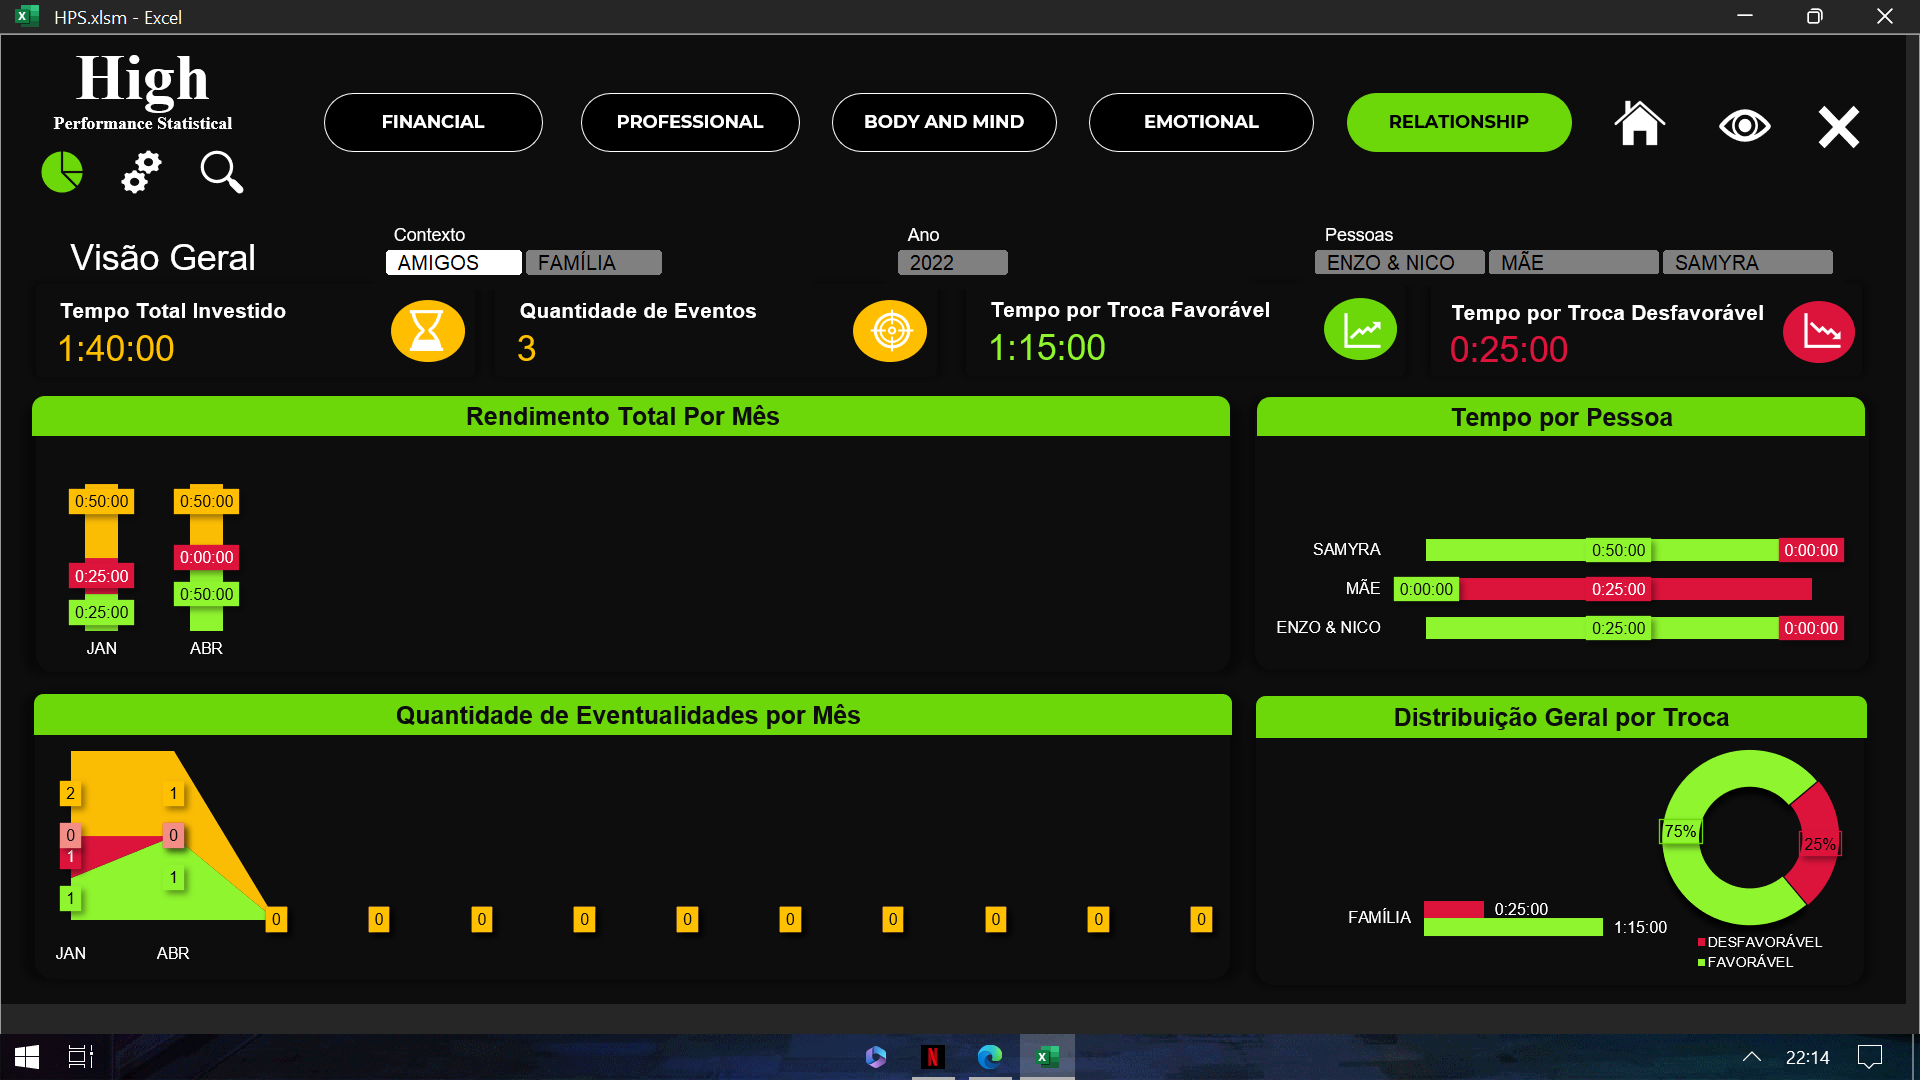 HPS.xlsm - Excel
High
Performance Statistical
FINANCIAL
PROFESSIONAL
BODY AND MIND
EMOTIONAL
RELATIONSHIP
Visão Geral
Contexto
AMIGOS
FAMÍLIA
Ano
2022
Pessoas
ENZO & NICO
MÃE
SAMYRA
Tempo Total Investido
1:40:00
Quantidade de Eventos
3
Tempo por Troca Favorável
1:15:00
Tempo por Troca Desfavorável
0:25:00
Rendimento Total Por Mês
0:50:00
0:50:00
0:00:00
0:25:00
0:50:00
0:25:00
JAN
ABR
Tempo por Pessoa
SAMYRA
0:50:00
0:00:00
MÃE
0:00:00
0:25:00
ENZO & NICO
0:25:00
0:00:00
Quantidade de Eventualidades por Mês
2
1
0
0
1
1
1
0
0
0
0
0
0
0
0
0
0
JAN
ABR
Distribuição Geral por Troca
75%
25%
FAMÍLIA
0:25:00
1:15:00
DESFAVORÁVEL
FAVORÁVEL
22:14